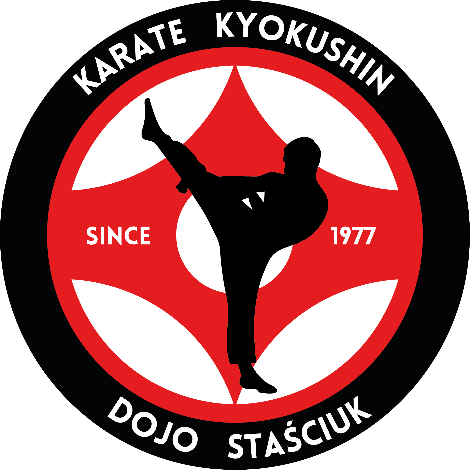 KARATE KYOKUSHIN
SINCE 1977
DOJO STAŚCIUK